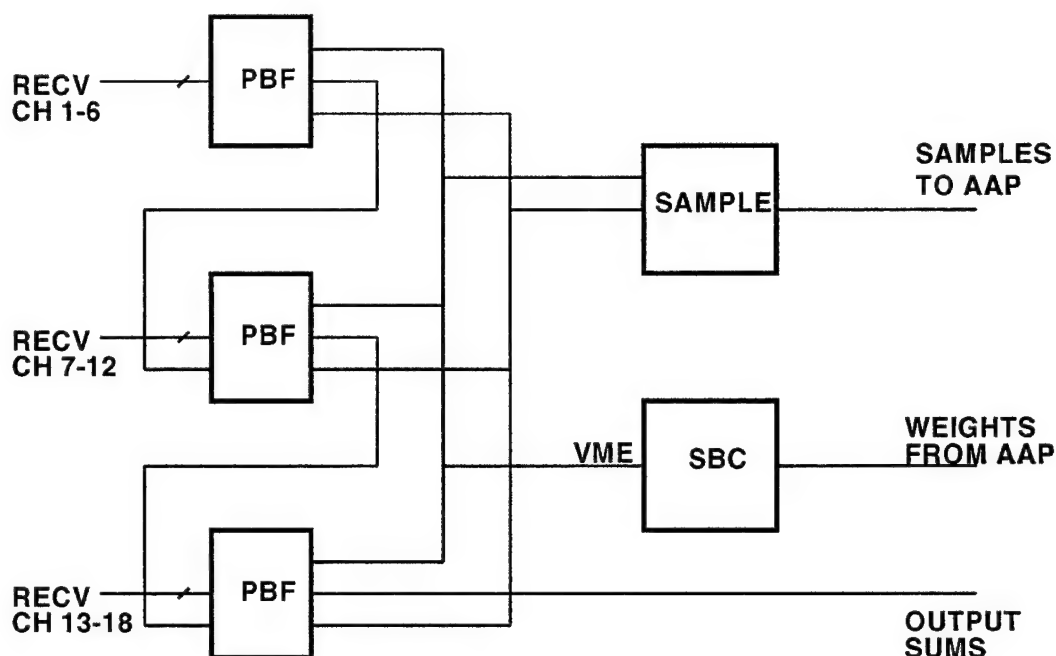 PBF
RECV
CH 1-6
SAMPLES
TO AAP
SAMPLE
PBF
RECV
CH 7-12
VME
SBC
WEIGHTS
FROM AAP
PBF
RECV
CH 13-18
OUTPUT
SUMS